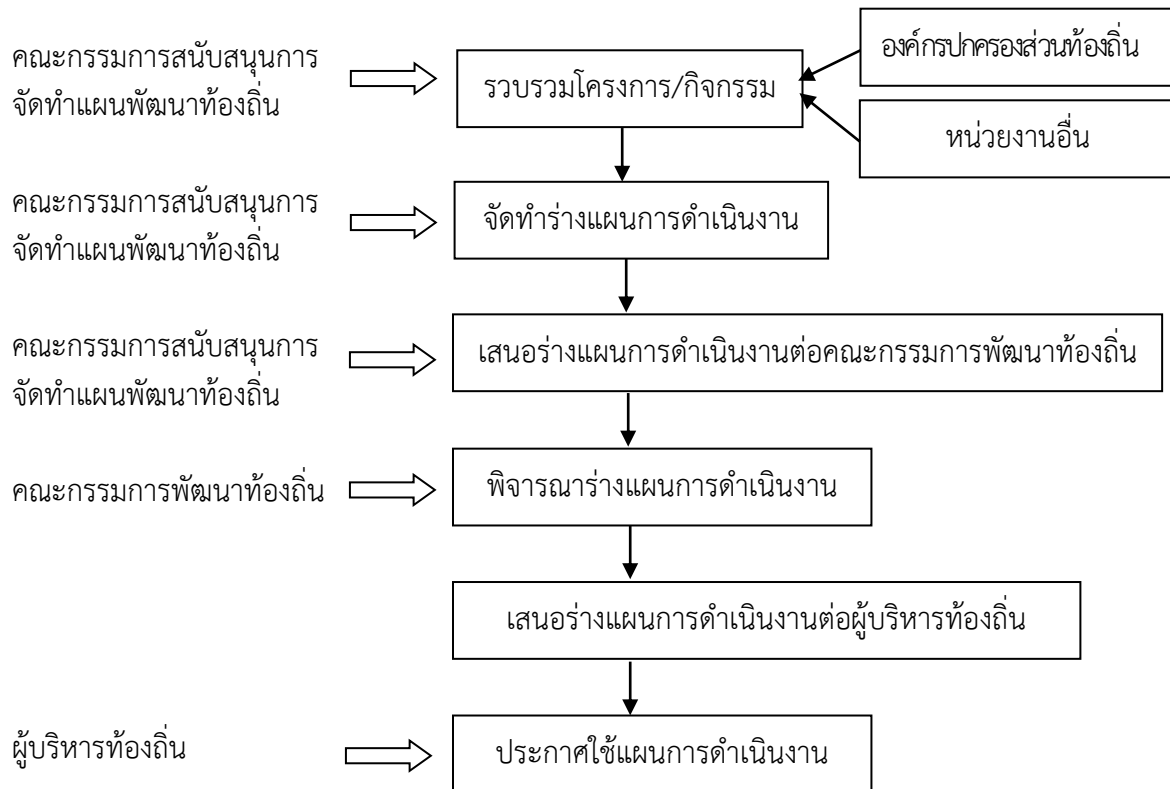 คณะกรรมการสนับสนุนการ
จัดทำแผนพัฒนาท้องถิ่น
รวบรวมโครงการ/กิจกรรม
องค์กรปกครองส่วนท้องถิ่น
หน่วยงานอื่น
คณะกรรมการสนับสนุนการ
จัดทำแผนพัฒนาท้องถิ่น
จัดทำร่างแผนการดำเนินงาน
คณะกรรมการสนับสนุนการ
จัดทำแผนพัฒนาท้องถิ่น
เสนอร่างแผนการดำเนินงานต่อคณะกรรมการพัฒนาท้องถิ่น
คณะกรรมการพัฒนาท้องถิ่น
พิจารณาร่างแผนการดำเนินงาน
เสนอร่างแผนการดำเนินงานต่อผู้บริหารท้องถิ่น
ผู้บริหารท้องถิ่น
ประกาศใช้แผนการดำเนินงาน